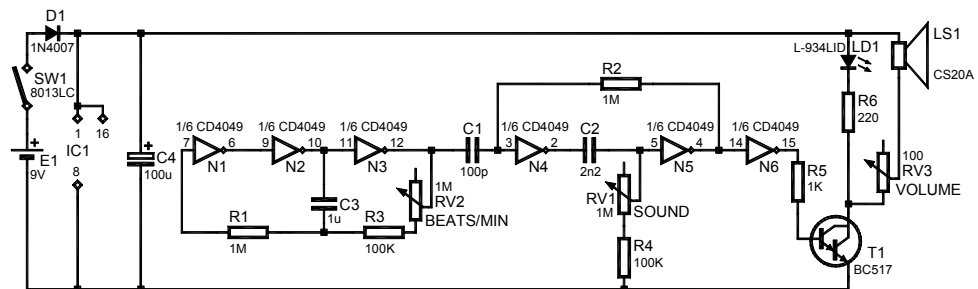 D1
1N4007
SW1
8013LC
E1
9V
1
16
IC1
8
C4
100u
1/6 CD4049
7
6
N1
1/6 CD4049
9
10
N2
1/6 CD4049
11
12
N3
C3
1u
R1
1M
R3
100K
1M
RV2
BEATS/MIN
C1
100p
R2
1M
1/6 CD4049
3
2
N4
C2
2n2
RV1
1M
SOUND
R4
100K
1/6 CD4049
5
4
N5
1/6 CD4049
14
15
N6
R5
1K
L-934LID
LD1
R6
220
LS1
CS20A
100
RV3
VOLUME
T1
BC517